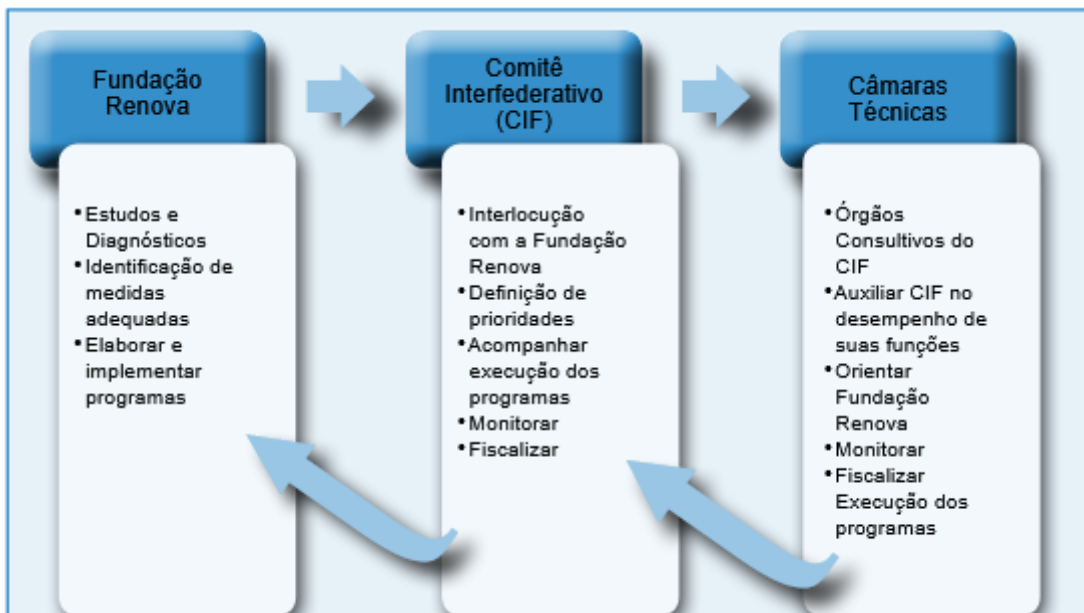 Fundação
Renova
• Estudos e
Diagnósticos
• Identificação de
medidas
adequadas
• Elaborar e
implementar
programas
Comitê
Interfederativo
(CIF)
• Interlocução
com a Fundação
Renova
• Definição de
prioridades
• Acompanhar
execução dos
programas
• Monitorar
• Fiscalizar
Câmaras
Técnicas
• Órgãos
Consultivos do
CIF
• Auxiliar CIF no
desempenho de
suas funções
• Orientar
Fundação
Renova
• Monitorar
• Fiscalizar
Execução dos
programas